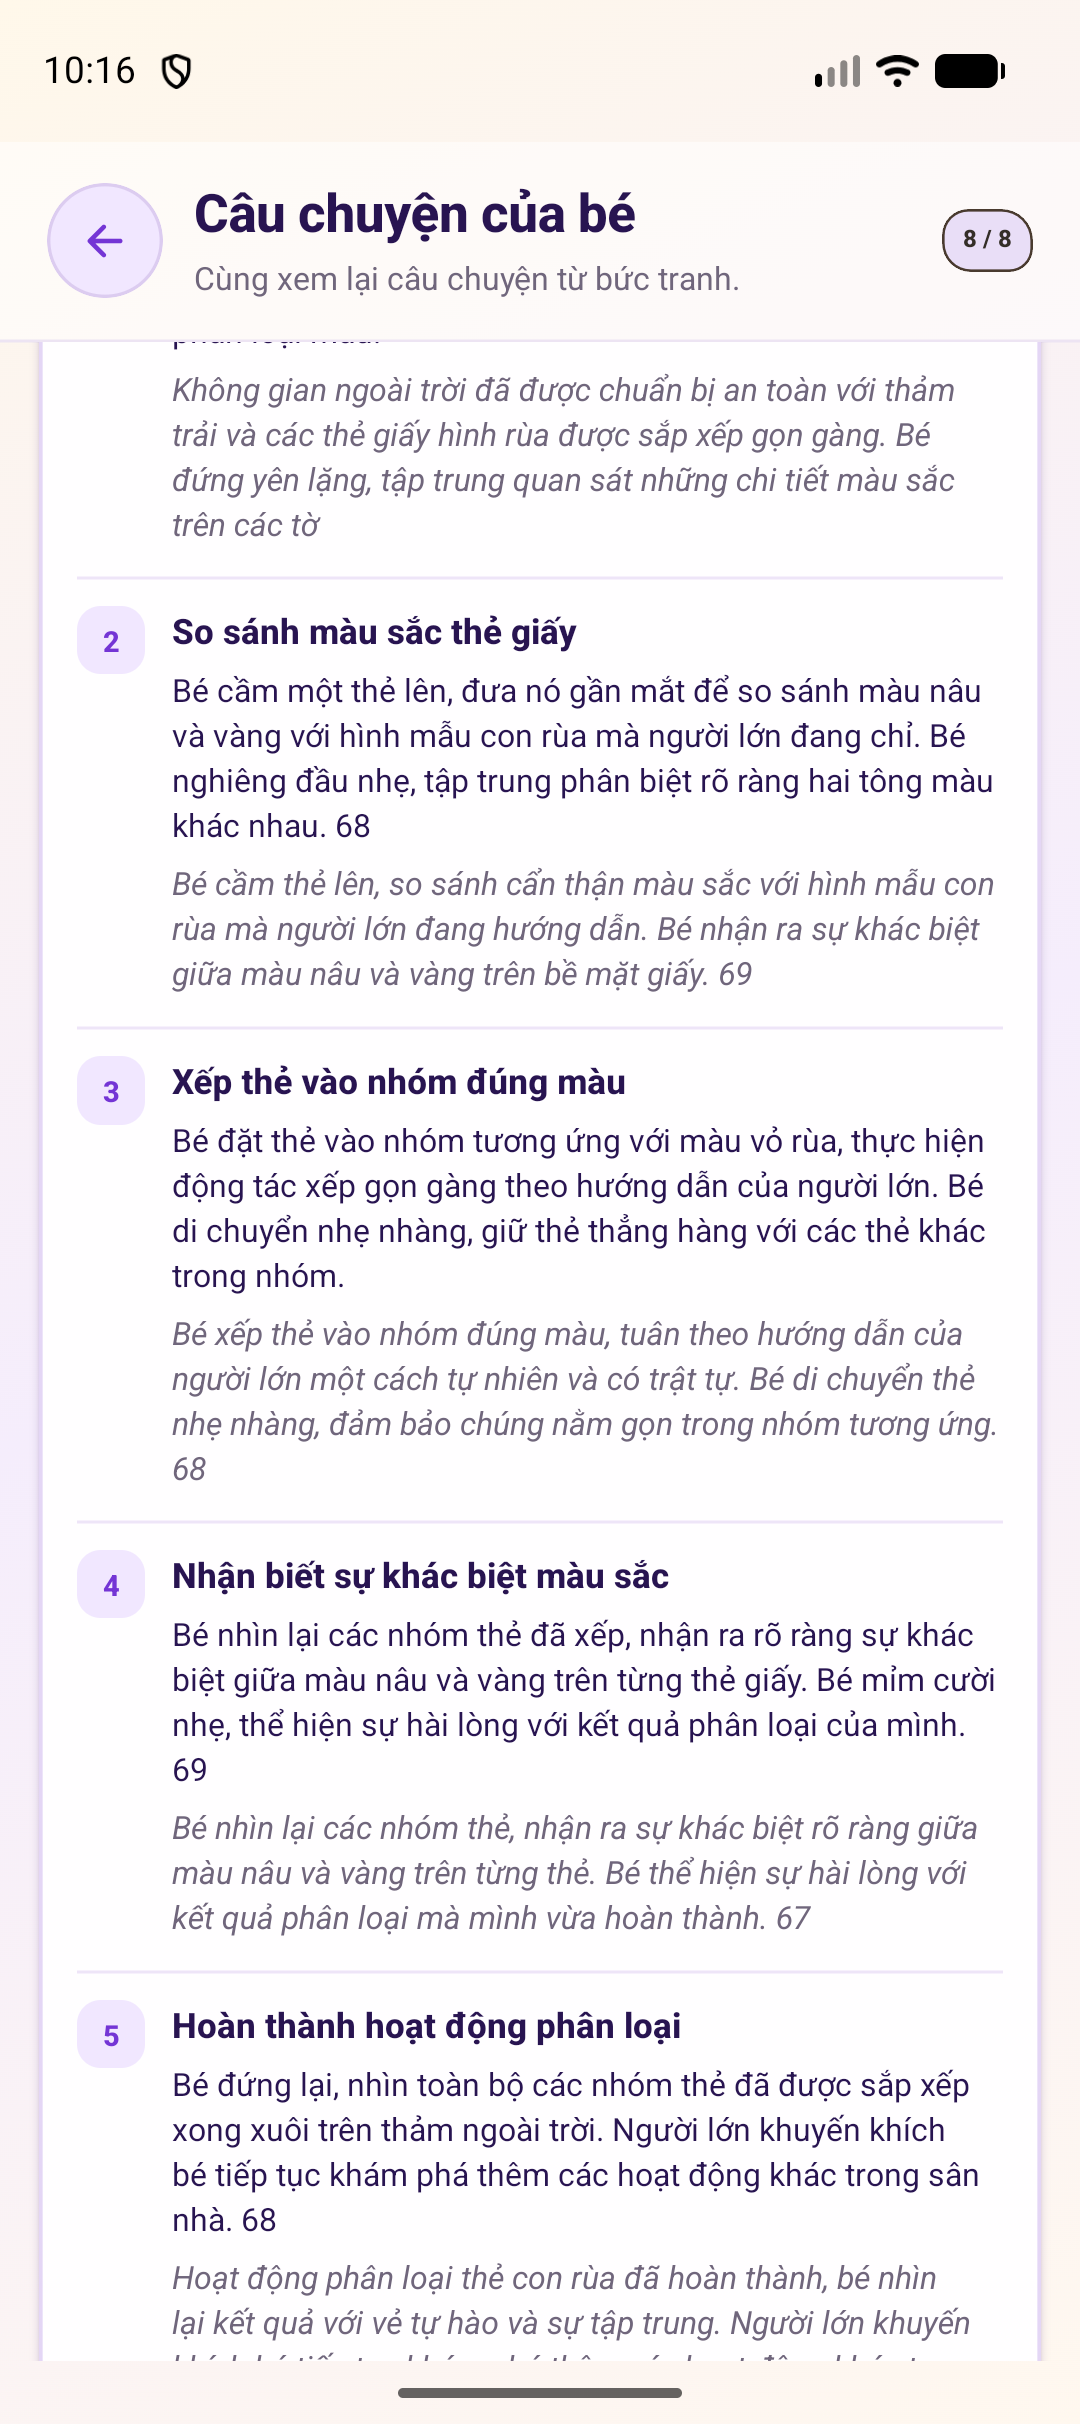 10:16
Câu chuyện của bé
Cùng xem lại câu chuyện từ bức tranh.
8 / 8
Không gian ngoài trời đã được chuẩn bị an toàn với thảm
trải và các thẻ giấy hình rùa được sắp xếp gọn gàng. Bé
đứng yên lặng, tập trung quan sát những chi tiết màu sắc
trên các tờ
2
So sánh màu sắc thẻ giấy
Bé cầm một thẻ lên, đưa nó gần mắt để so sánh màu nâu
và vàng với hình mẫu con rùa mà người lớn đang chỉ. Bé
nghiêng đầu nhẹ, tập trung phân biệt rõ ràng hai tông màu
khác nhau. 68
Bé cầm thẻ lên, so sánh cẩn thận màu sắc với hình mẫu con
rùa mà người lớn đang hướng dẫn. Bé nhận ra sự khác biệt
giữa màu nâu và vàng trên bề mặt giấy. 69
3
Xếp thẻ vào nhóm đúng màu
Bé đặt thẻ vào nhóm tương ứng với màu vỏ rùa, thực hiện
động tác xếp gọn gàng theo hướng dẫn của người lớn. Bé
di chuyển nhẹ nhàng, giữ thẻ thẳng hàng với các thẻ khác
trong nhóm.
Bé xếp thẻ vào nhóm đúng màu, tuân theo hướng dẫn của
người lớn một cách tự nhiên và có trật tự. Bé di chuyển thẻ
nhẹ nhàng, đảm bảo chúng nằm gọn trong nhóm tương ứng.
68
4
Nhận biết sự khác biệt màu sắc
Bé nhìn lại các nhóm thẻ đã xếp, nhận ra rõ ràng sự khác
biệt giữa màu nâu và vàng trên từng thẻ giấy. Bé mỉm cười
nhẹ, thể hiện sự hài lòng với kết quả phân loại của mình.
69
Bé nhìn lại các nhóm thẻ, nhận ra sự khác biệt rõ ràng giữa
màu nâu và vàng trên từng thẻ. Bé thể hiện sự hài lòng với
kết quả phân loại mà mình vừa hoàn thành. 67
5
Hoàn thành hoạt động phân loại
Bé đứng lại, nhìn toàn bộ các nhóm thẻ đã được sắp xếp
xong xuôi trên thảm ngoài trời. Người lớn khuyến khích
bé tiếp tục khám phá thêm các hoạt động khác trong sân
nhà. 68
Hoạt động phân loại thẻ con rùa đã hoàn thành, bé nhìn
lại kết quả với vẻ tự hào và sự tập trung. Người lớn khuyến